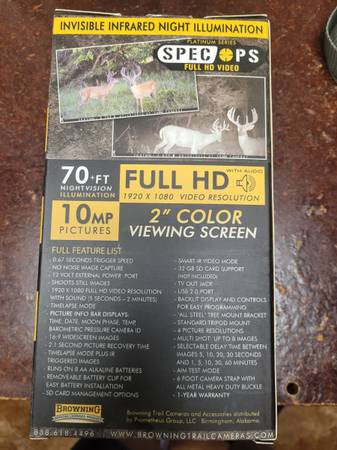 INVISIBLE INFRARED NIGHT ILLUMINATION
PLATINUM SERIES
SPEC OPS
FULL HD VIDEO
70+FT
NIGHTVISION
ILLUMINATION
FULL HD
WITH AUDIO
1920 X 1080 VIDEO RESOLUTION
10MP
PICTURES
2" COLOR
VIEWING SCREEN
FULL FEATURE LIST
- 0.67 SECONDS TRIGGER SPEED
- NO NOISE IMAGE CAPTURE
- 12 VOLT EXTERNAL POWER PORT
- SHOOTS STILL IMAGES
- 1920 X 1080 FULL HD VIDEO RESOLUTION
WITH SOUND (5 SECONDS – 2 MINUTES)
- TIMELAPSE MODE
- PICTURE INFO BAR DISPLAYS:
TIME, DATE, MOON PHASE, TEMP,
BAROMETRIC PRESSURE CAMERA ID
- 16:9 WIDESCREEN IMAGES
- 2.1 SECOND PICTURE RECOVERY TIME
- TIMELAPSE MODE PLUS IR
TRIGGERED IMAGES
- RUNS ON 8 AA ALKALINE BATTERIES
- REMOVEABLE BATTERY CUP FOR
EASY BATTERY INSTALLATION
- SD CARD MANAGEMENT OPTIONS
- SMART-IR VIDEO MODE
- 32 GB SD CARD SUPPORT
(NOT INCLUDED)
- TV OUT JACK
- USB 2.0 PORT
- BACKLIT DISPLAY AND CONTROLS
FOR EASY PROGRAMMING
- 'ALL STEEL' TREE MOUNT BRACKET
- STANDARD TRIPOD MOUNT
- 4 PICTURE RESOLUTIONS
- MULTI SHOT: UP TO 8 IMAGES
- SELECTABLE DELAY TIME BETWEEN
IMAGES 5, 10, 20, 30 SECONDS
AND 1, 5, 10, 30, 60 MINUTES
- AIM TEST MODE
- 6 FOOT CAMERA STRAP WITH
ALL METAL HEAVY DUTY BUCKLE
- 1-YEAR WARRANTY
BROWNING
Browning Trail Cameras and Accessories distributed
by Prometheus Group, LLC Birmingham, Alabama.
888.618.4496
WWW.BROWNINGTRAILCAMERAS.COM